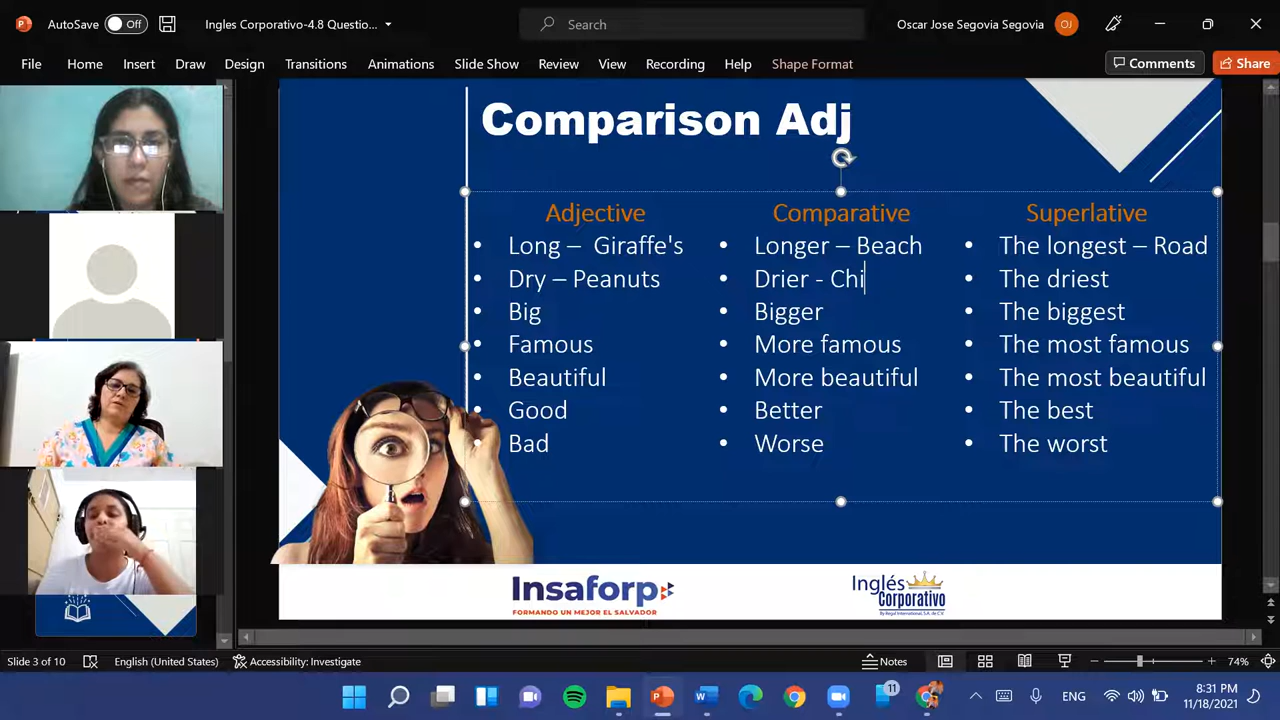 AutoSave Off Ingles Corporativo-4.8 Questio... Search Oscar Jose Segovia Segovia OJ
File Home Insert Draw Design Transitions Animations Slide Show Review View Recording Help Shape Format Comments Share
Comparison Adj
Adjective Comparative Superlative
• Long – Giraffe's • Longer – Beach • The longest – Road
• Dry – Peanuts • Drier - Chi • The driest
• Big • Bigger • The biggest
• Famous • More famous • The most famous
• Beautiful • More beautiful • The most beautiful
• Good • Better • The best
• Bad • Worse • The worst
Insaforp
FORMANDO UN MEJOR EL SALVADOR
Inglés
Corporativo
By Regal International, S.A. de C.V.
Slide 3 of 10 English (United States) Accessibility: Investigate Notes 74%
11 ENG 8:31 PM
11/18/2021